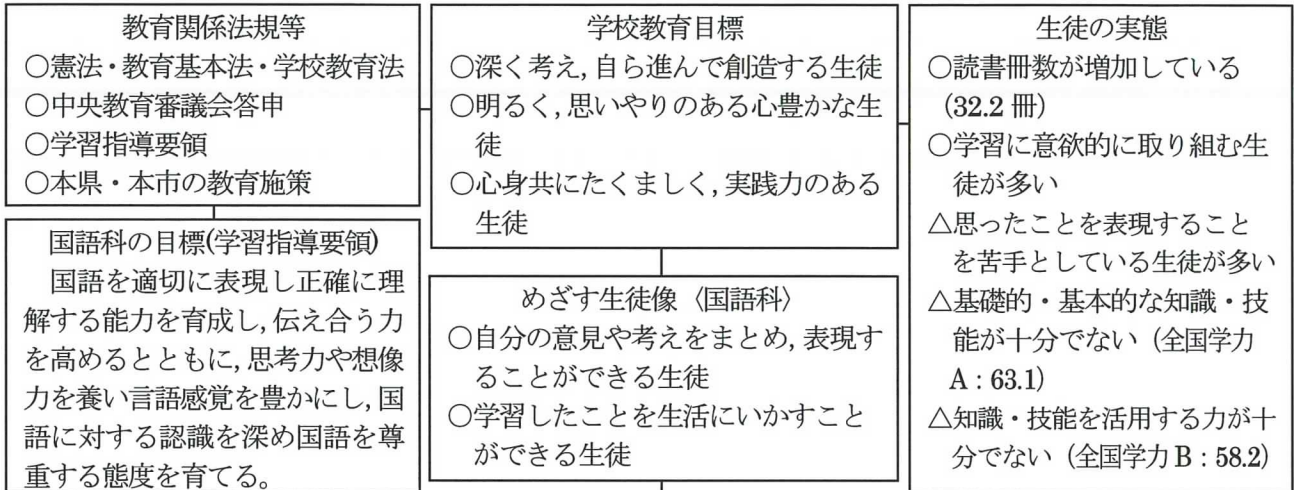 教育関係法規等
○憲法・教育基本法・学校教育法
○中央教育審議会答申
○学習指導要領
○本県・本市の教育施策
国語科の目標(学習指導要領)
国語を適切に表現し正確に理
解する能力を育成し,伝え合う力
を高めるとともに,思考力や想像
力を養い言語感覚を豊かにし,国
語に対する認識を深め国語を尊
重する態度を育てる。
学校教育目標
○深く考え,自ら進んで創造する生徒
○明るく,思いやりのある心豊かな生
徒
○心身共にたくましく,実践力のある
生徒
めざす生徒像〈国語科〉
○自分の意見や考えをまとめ,表現す
ることができる生徒
○学習したことを生活にいかすこと
ができる生徒
生徒の実態
○読書冊数が増加している
(32.2 冊)
○学習に意欲的に取り組む生
徒が多い
△思ったことを表現すること
を苦手としている生徒が多い
△基礎的・基本的な知識・技
能が十分でない(全国学力
A:63.1)
△知識・技能を活用する力が十
分でない(全国学力 B:58.2)